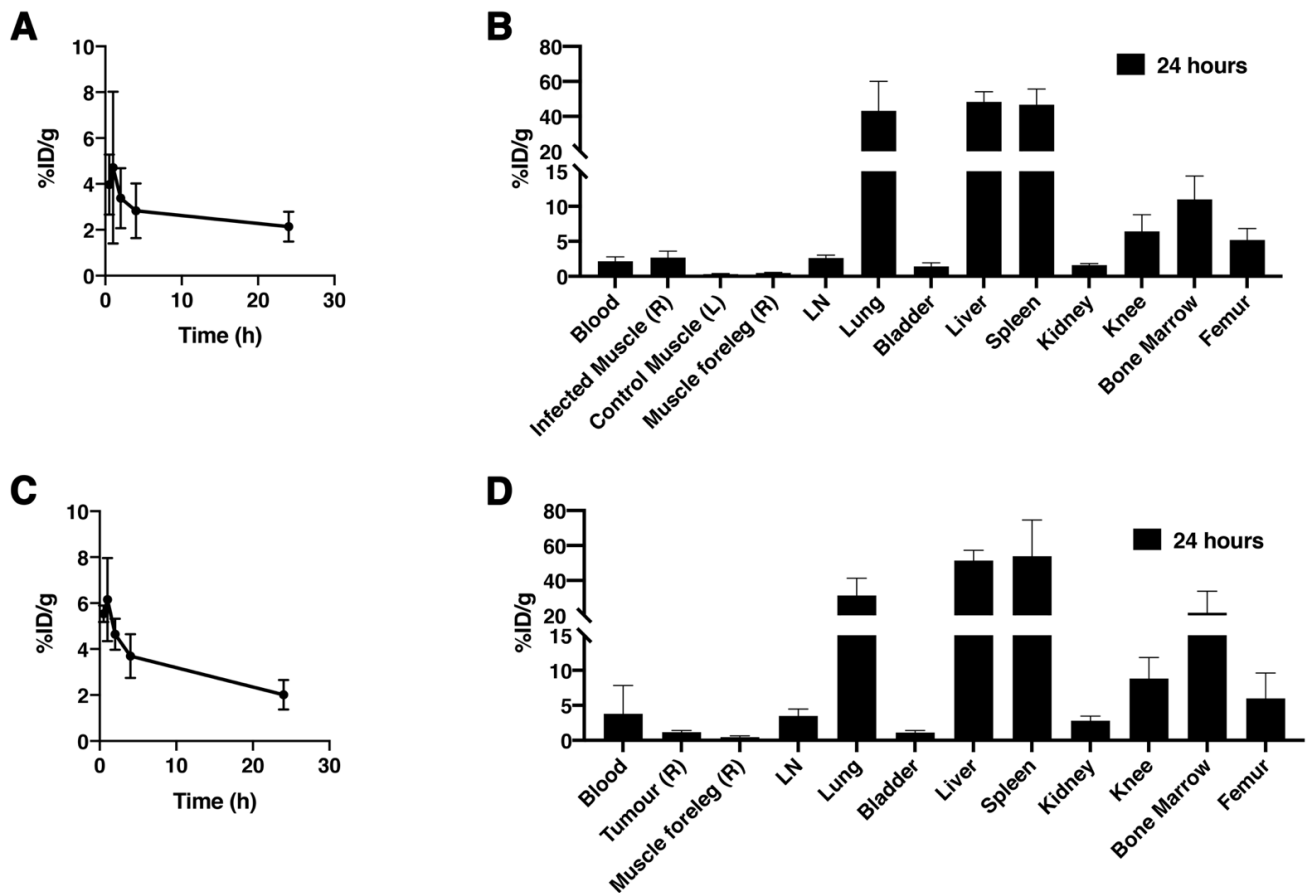 A
10
8
6
4
2
0
%ID/g
0
10
20
30
Time (h)
B
80
60
40
20
15
10
5
0
%ID/g
24 hours
Blood
Infected Muscle (R)
Control Muscle (L)
Muscle foreleg (R)
LN
Lung
Bladder
Liver
Spleen
Kidney
Knee
Bone Marrow
Femur
C
10
8
6
4
2
0
%ID/g
0
10
20
30
Time (h)
D
80
60
40
20
15
10
5
0
%ID/g
24 hours
Blood
Tumour (R)
Muscle foreleg (R)
LN
Lung
Bladder
Liver
Spleen
Kidney
Knee
Bone Marrow
Femur